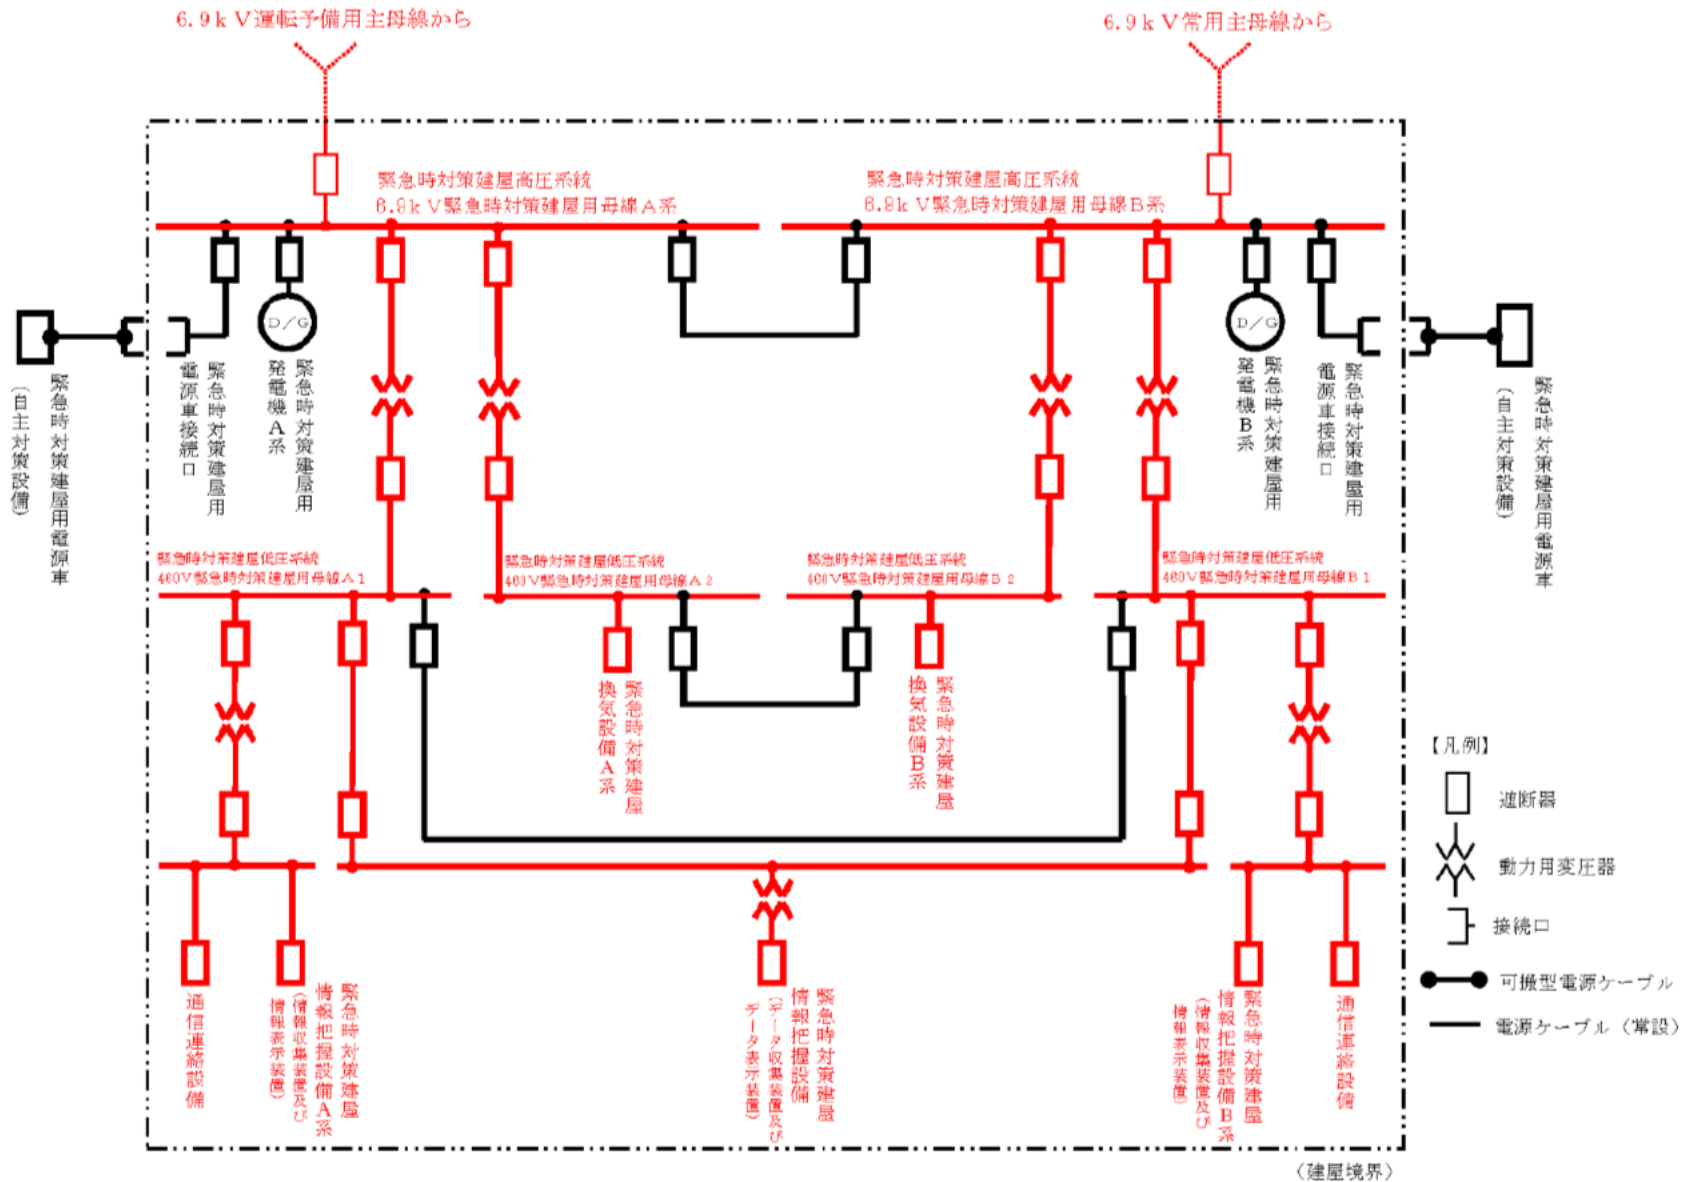 6.9kV運転予備用主母線から
6.9kV常用主母線から
緊急時対策建屋高圧系統
6.9kV緊急時対策建屋用母線A系
緊急時対策建屋高圧系統
6.9kV緊急時対策建屋用母線B系
緊急時対策建屋用電源車
(自主対策設備)
緊急時対策建屋用
電源車接続口
D/G
緊急時対策建屋用
発電機A系
D/G
緊急時対策建屋用
発電機B系
緊急時対策建屋用
電源車接続口
緊急時対策建屋用電源車
(自主対策設備)
緊急時対策建屋低圧系統
460V緊急時対策建屋用母線A1
緊急時対策建屋低圧系統
460V緊急時対策建屋用母線A2
緊急時対策建屋低圧系統
460V緊急時対策建屋用母線B2
緊急時対策建屋低圧系統
460V緊急時対策建屋用母線B1
緊急時対策建屋
換気設備A系
緊急時対策建屋
換気設備B系
通信連絡設備
緊急時対策建屋
情報把握設備A系
(情報収集装置及び
情報表示装置)
緊急時対策建屋
情報把握設備
(データ収集装置及び
データ表示装置)
緊急時対策建屋
情報把握設備B系
(情報収集装置及び
情報表示装置)
通信連絡設備
【凡例】
遮断器
動力用変圧器
接続口
可搬型電源ケーブル
電源ケーブル(常設)
(建屋境界)